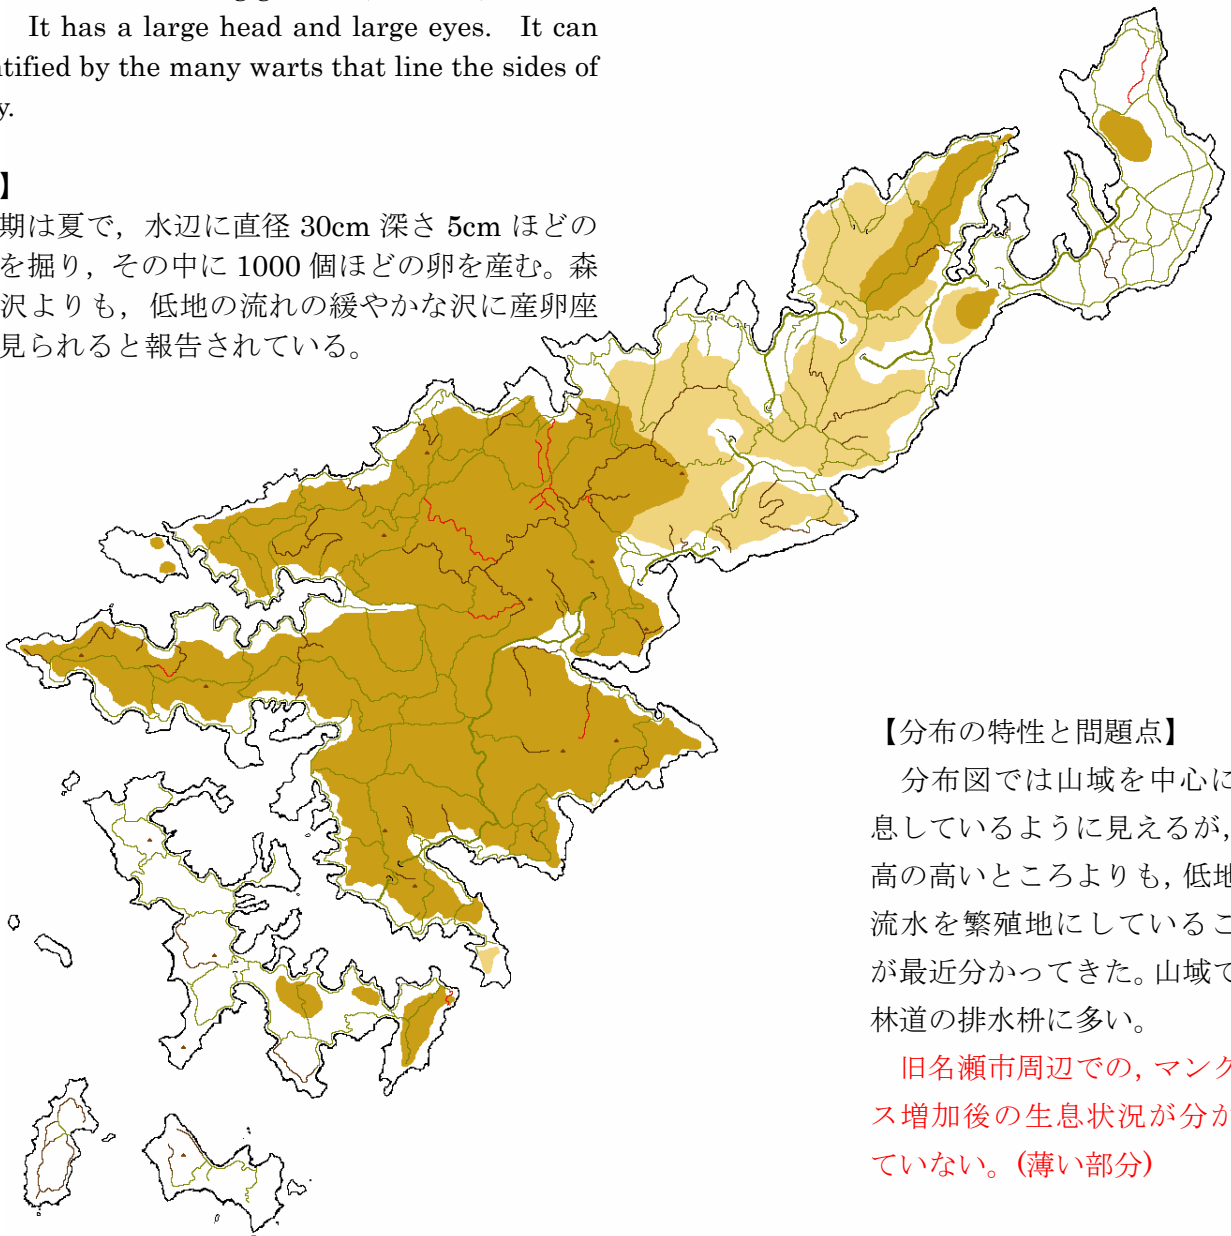 It has a large head and large eyes. It can
ntified by the many warts that line the sides of
y.
】
期は夏で，水辺に直径 30cm 深さ 5cm ほどの
を掘り，その中に 1000 個ほどの卵を産む。森
沢よりも，低地の流れの緩やかな沢に産卵座
見られると報告されている。
【分布の特性と問題点】
分布図では山域を中心に
息しているように見えるが，
高の高いところよりも，低地
流水を繁殖地にしているこ
が最近分かってきた。山域で
林道の排水枡に多い。
旧名瀬市周辺での，マング
ス増加後の生息状況が分か
ていない。(薄い部分)